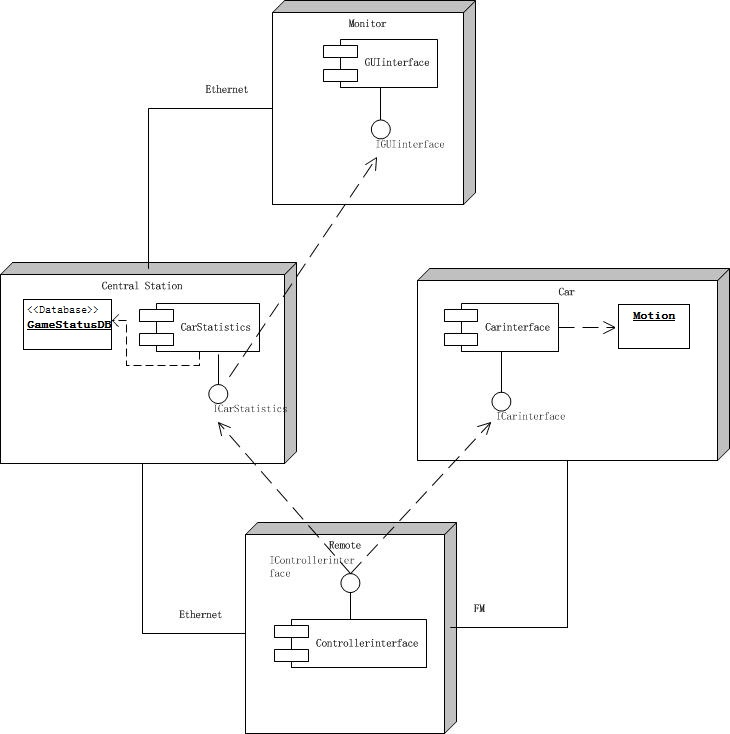 Monitor
GUIinterface
Ethernet
IGUIinterface
Central Station
<<Database>>
GameStatusDB
CarStatistics
ICarStatistics
Car
Carinterface
Motion
ICarinterface
Remote
IControllerinter
face
Ethernet
FM
Controllerinterface